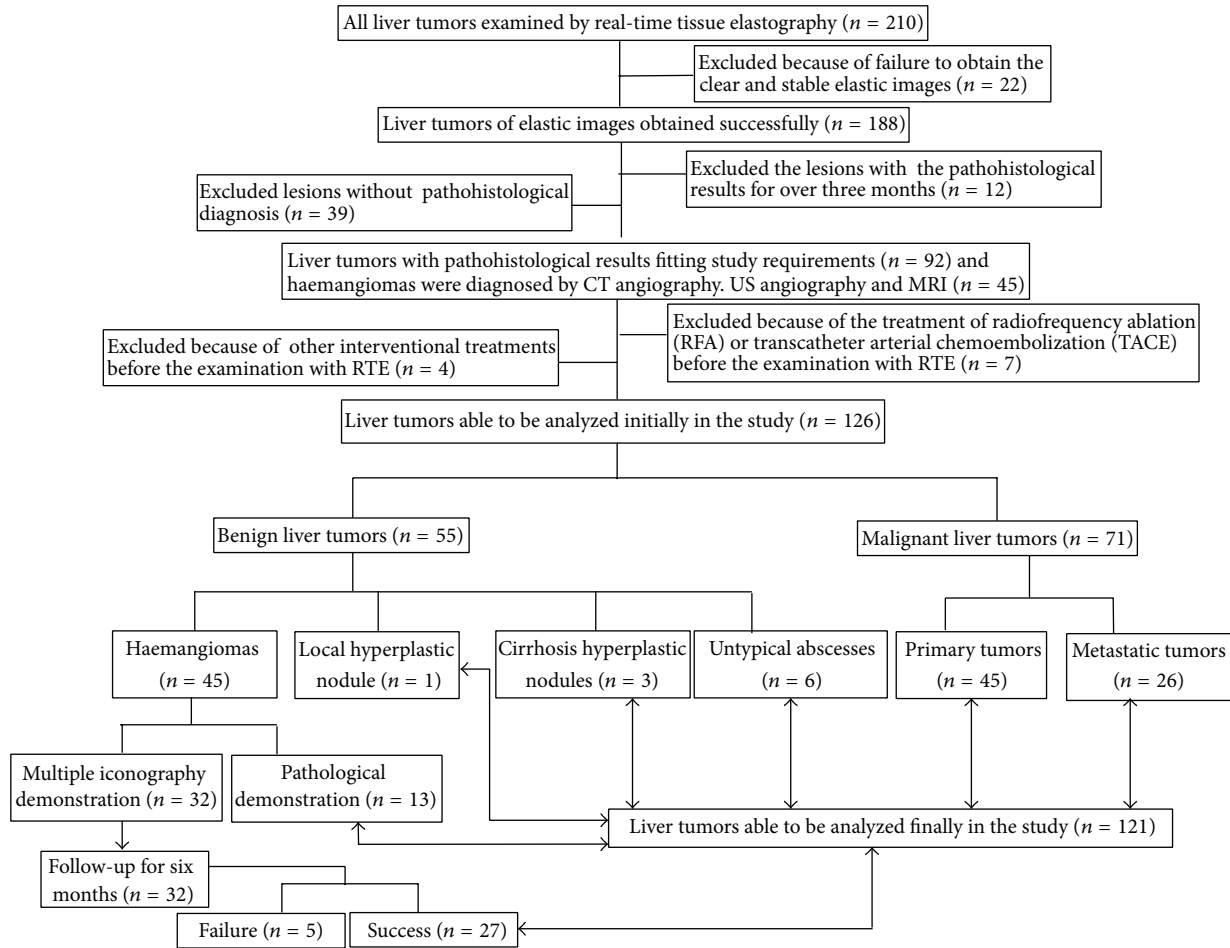 All liver tumors examined by real-time tissue elastography (n = 210)
Excluded because of failure to obtain the
clear and stable elastic images (n = 22)
Liver tumors of elastic images obtained successfully (n = 188)
Excluded the lesions with the pathohistological
results for over three months (n = 12)
Excluded lesions without pathohistological
diagnosis (n = 39)
Liver tumors with pathohistological results fitting study requirements (n = 92) and
haemangiomas were diagnosed by CT angiography. US angiography and MRI (n = 45)
Excluded because of the treatment of radiofrequency ablation
(RFA) or transcatheter arterial chemoembolization (TACE)
before the examination with RTE (n = 7)
Excluded because of other interventional treatments
before the examination with RTE (n = 4)
Liver tumors able to be analyzed initially in the study (n = 126)
Benign liver tumors (n = 55)
Malignant liver tumors (n = 71)
Haemangiomas
(n = 45)
Local hyperplastic
nodule (n = 1)
Cirrhosis hyperplastic
nodules (n = 3)
Untypical abscesses
(n = 6)
Primary tumors
(n = 45)
Metastatic tumors
(n = 26)
Multiple iconography
demonstration (n = 32)
Pathological
demonstration (n = 13)
Liver tumors able to be analyzed finally in the study (n = 121)
Follow-up for six
months (n = 32)
Failure (n = 5)
Success (n = 27)